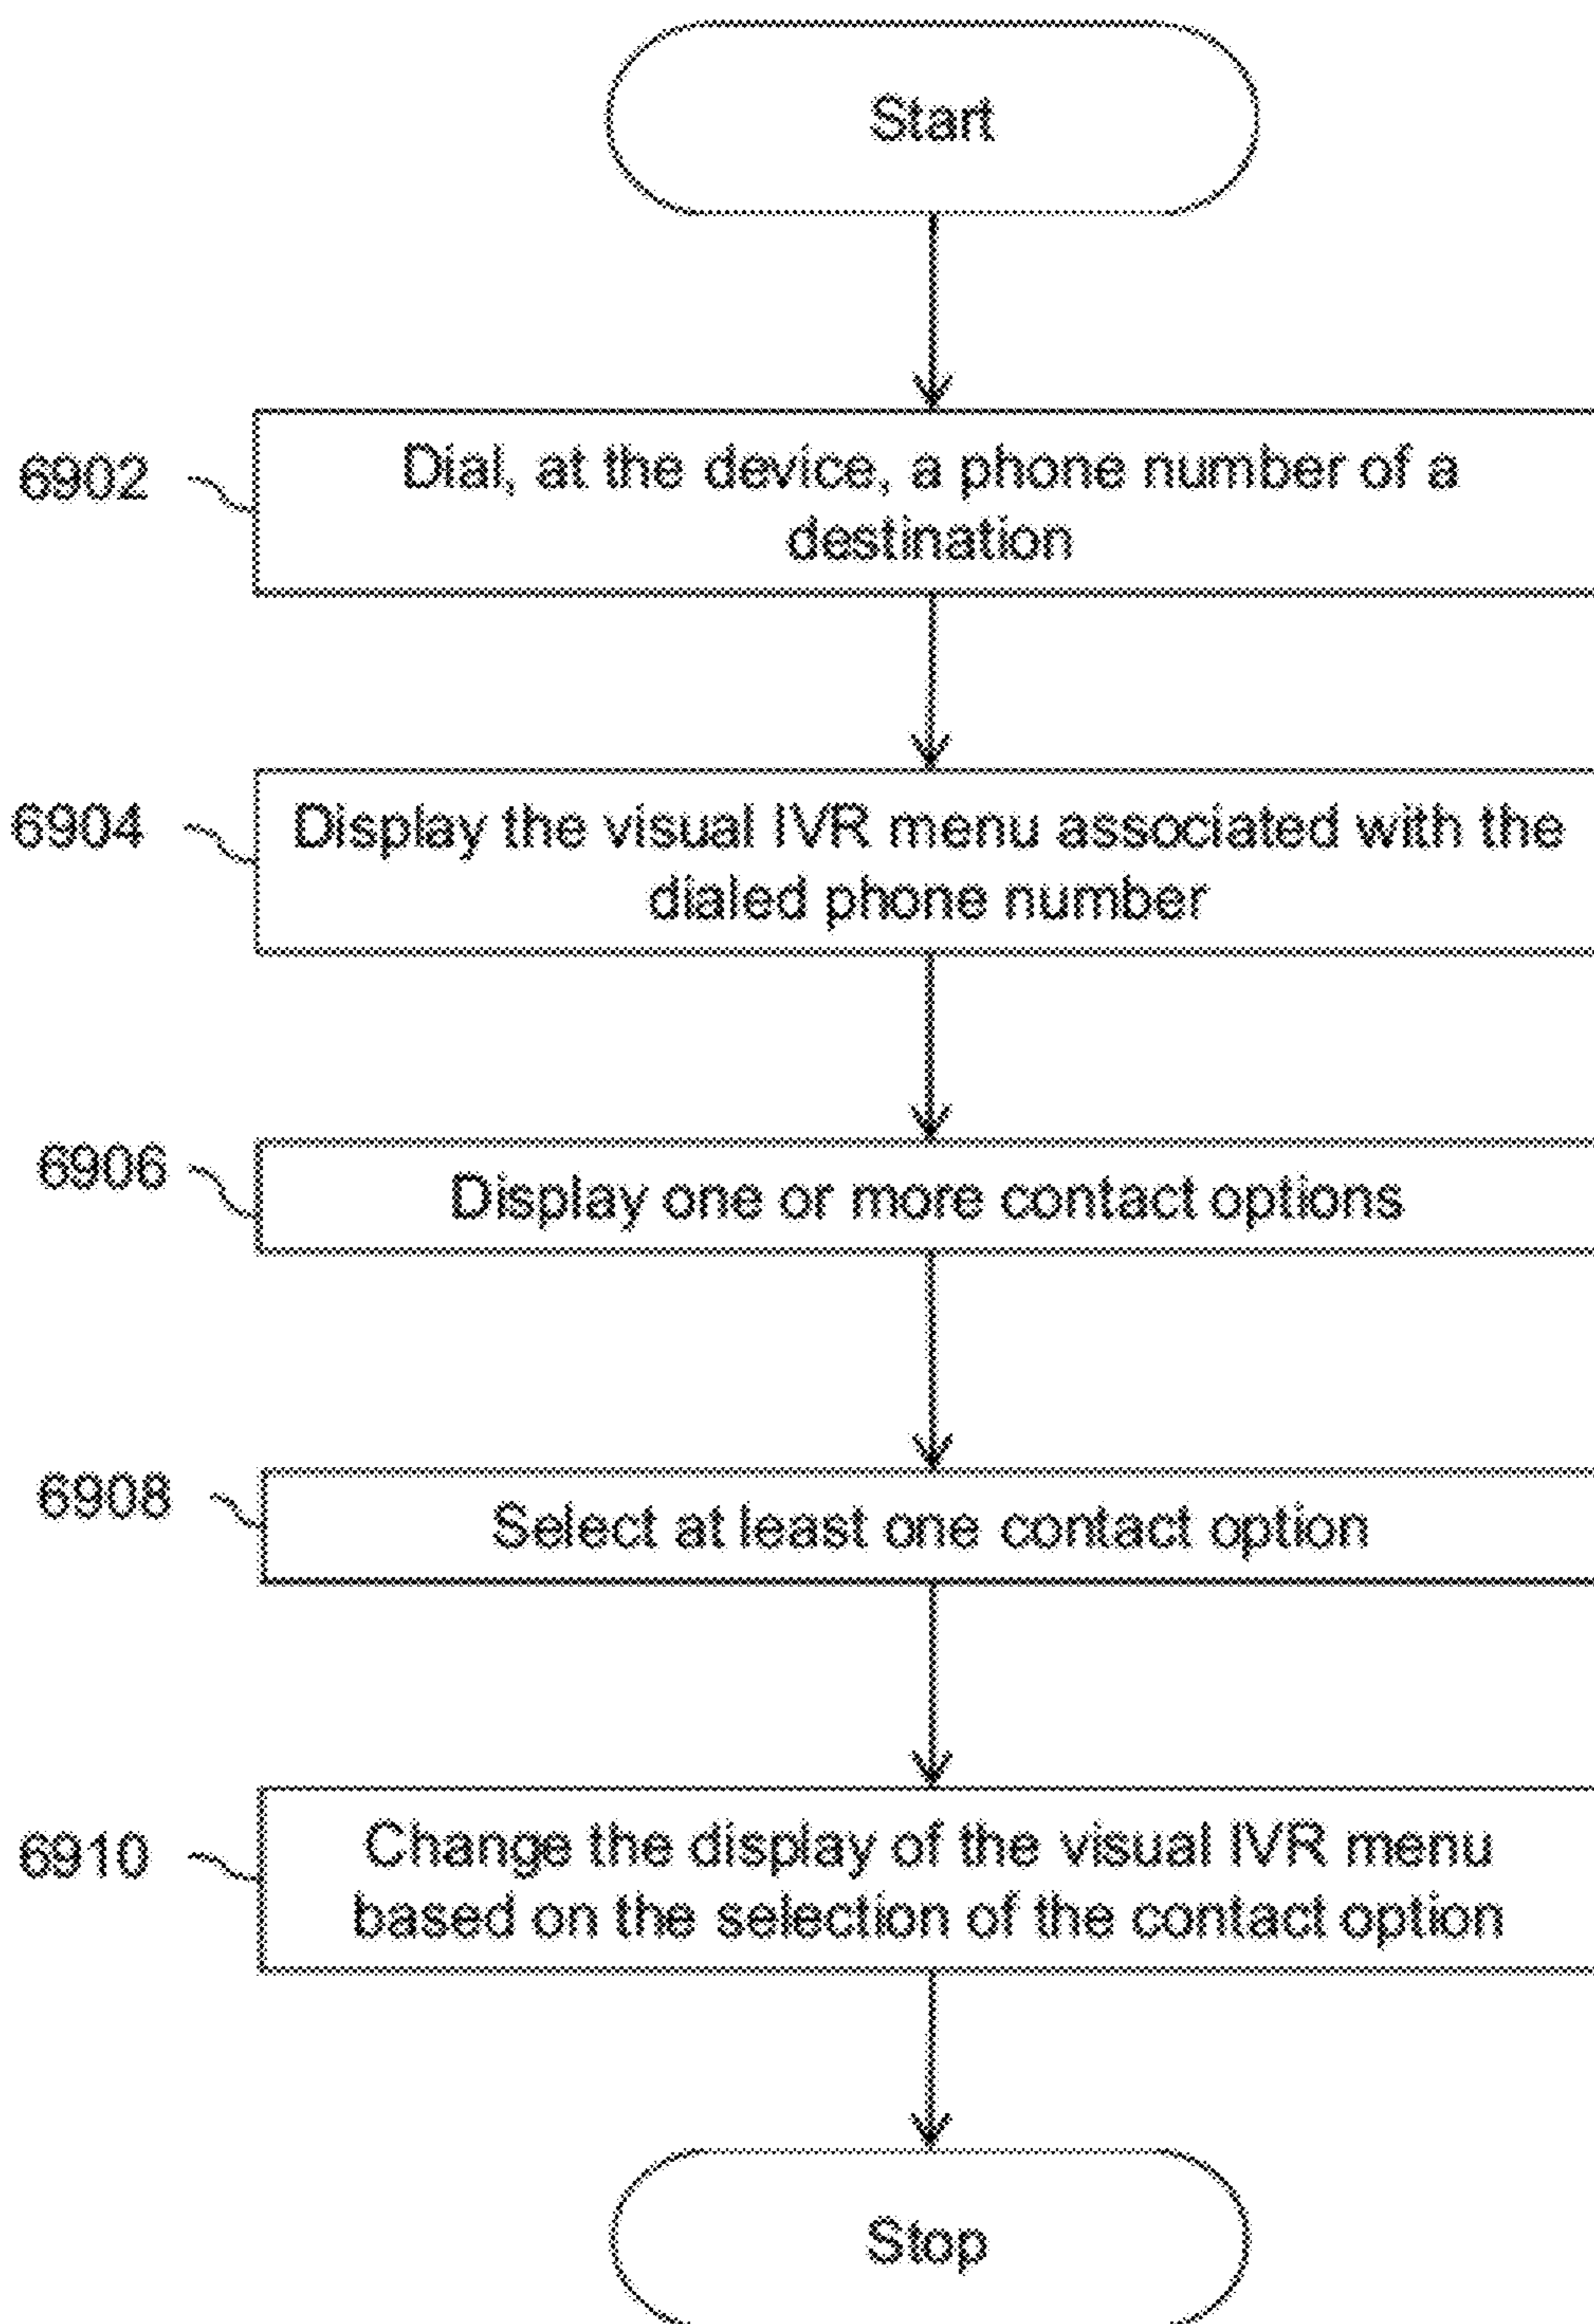 Start
6902
Dial, at the device, a phone number of a
destination
6904
Display the visual IVR menu associated with the
dialed phone number
6906
Display one or more contact options
6908
Select at least one contact option
6910
Change the display of the visual IVR menu
based on the selection of the contact option
Stop